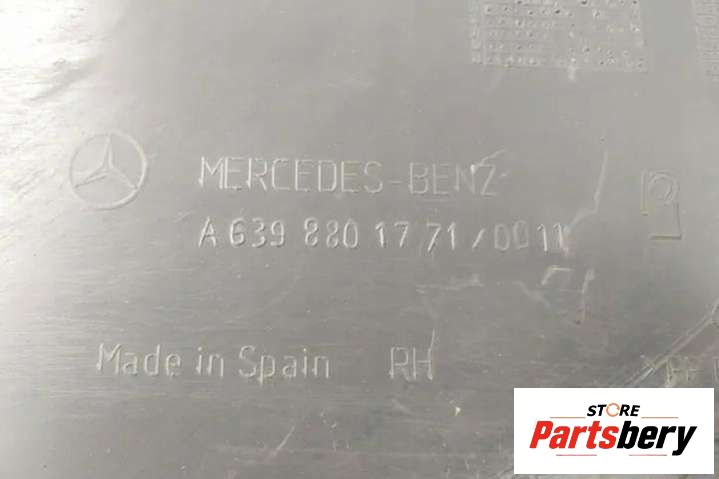 MERCEDES-BENZ
A 639 880 17 71/0011
Made in Spain RH
STORE
Partsbery